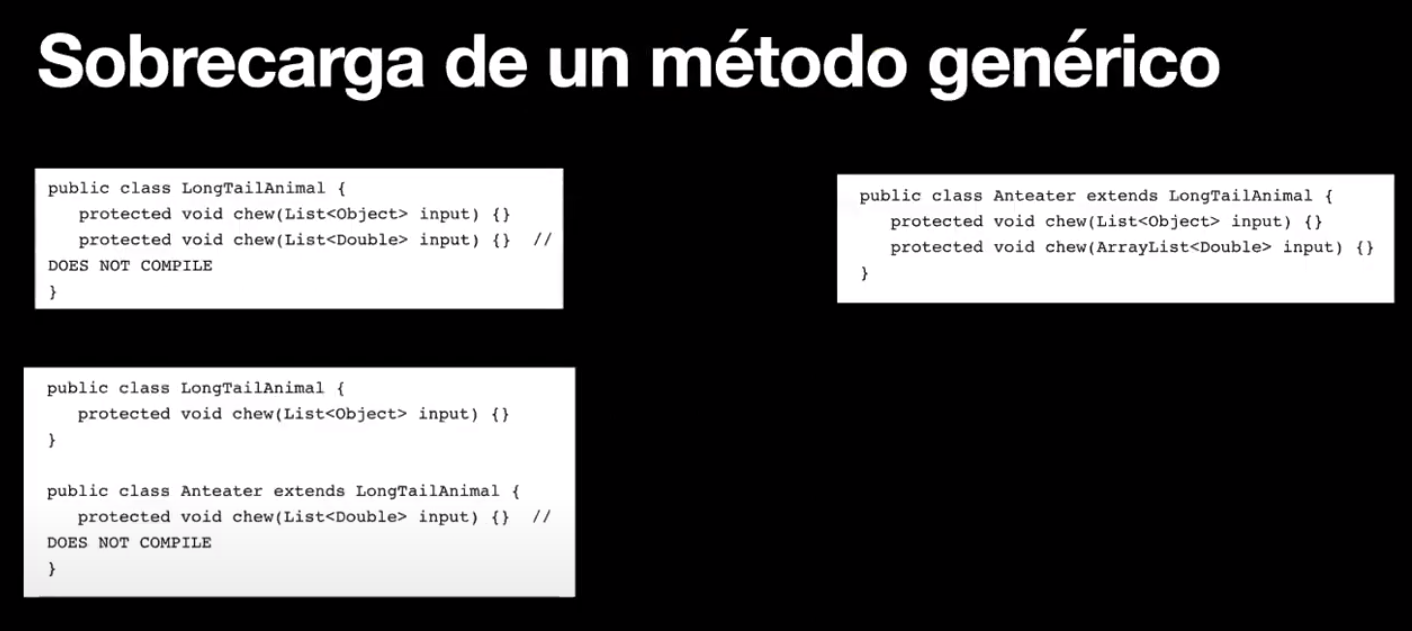 Sobrecarga de un método genérico
public class LongTailAnimal {
protected void chew(List<Object> input) {}
protected void chew(List<Double> input) {} //
DOES NOT COMPILE
}
public class Anteater extends LongTailAnimal {
protected void chew(List<Object> input) {}
protected void chew(ArrayList<Double> input) {}
}
public class LongTailAnimal {
protected void chew(List<Object> input) {}
}
public class Anteater extends LongTailAnimal {
protected void chew(List<Double> input) {} //
DOES NOT COMPILE
}